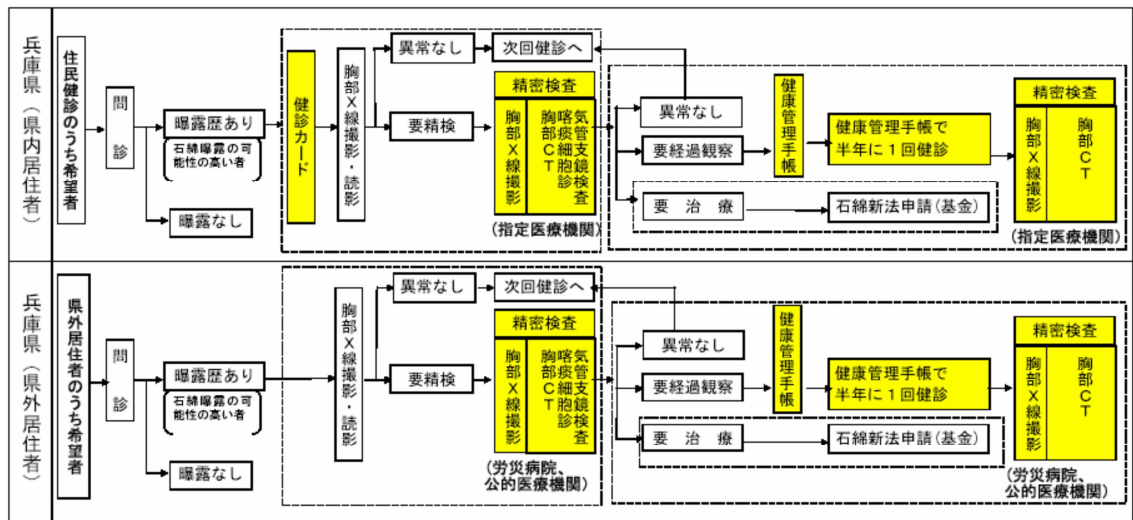 兵庫県（県内居住者）
住民健診のうち希望者
問診
曝露歴あり
石綿曝露の可
能性の高い者
曝露なし
健診カード
胸部X線撮影・読影
異常なし
要精検
次回健診へ
精密検査
胸部X線撮影
胸部CT
喀痰細胞診
気管支鏡検査
(指定医療機関)
異常なし
要経過観察
要治療
健康管理手帳
健康管理手帳で
半年に１回健診
石綿新法申請(基金)
精密検査
胸部X線撮影
胸部CT
(指定医療機関)
兵庫県（県外居住者）
県外居住者のうち希望者
問診
曝露歴あり
石綿曝露の可
能性の高い者
曝露なし
胸部X線撮影・読影
異常なし
要精検
次回健診へ
精密検査
胸部X線撮影
胸部CT
喀痰細胞診
気管支鏡検査
(労災病院、
公的医療機関)
異常なし
要経過観察
要治療
健康管理手帳
健康管理手帳で
半年に１回健診
石綿新法申請(基金)
精密検査
胸部X線撮影
胸部CT
(労災病院、
公的医療機関)